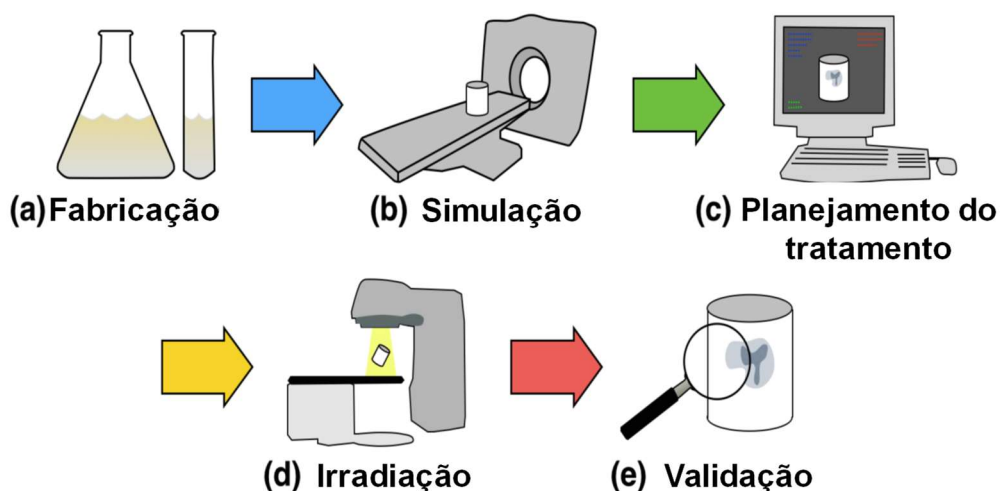 (a) Fabricação
(b) Simulação
(c) Planejamento do
tratamento
(d) Irradiação
(e) Validação